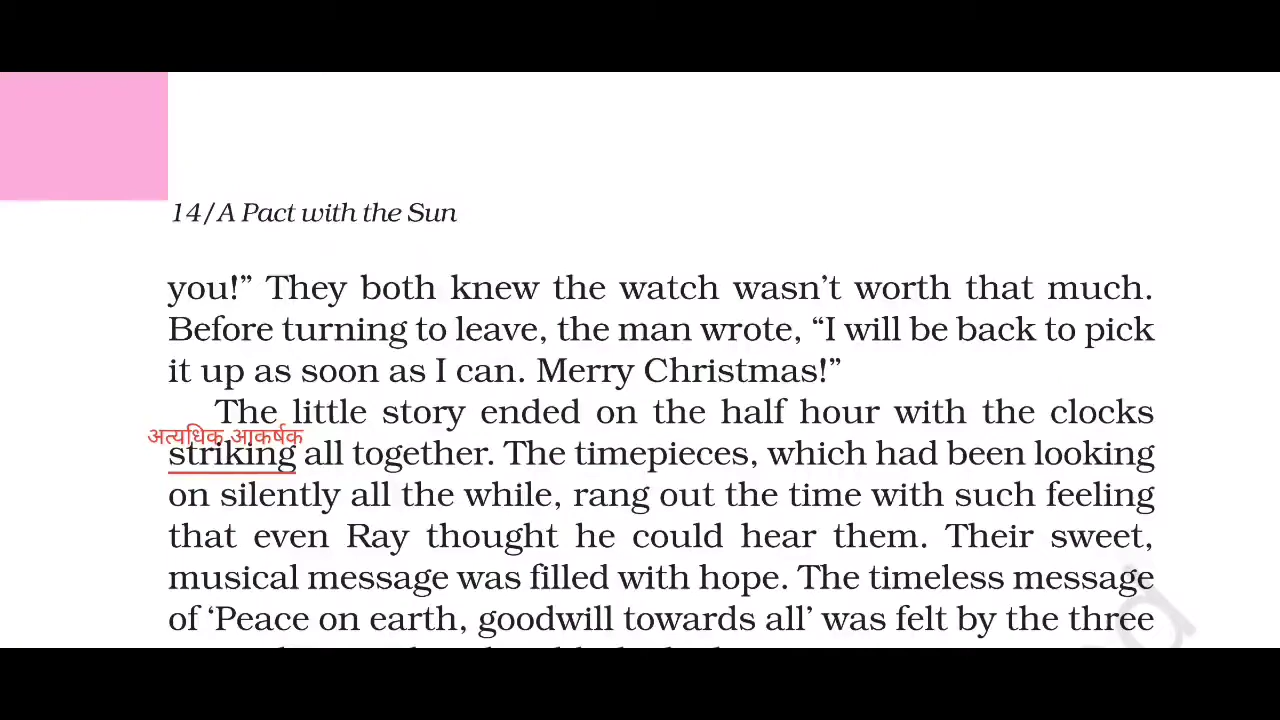 14/A Pact with the Sun
you!” They both knew the watch wasn’t worth that much.
Before turning to leave, the man wrote, “I will be back to pick
it up as soon as I can. Merry Christmas!”
The little story ended on the half hour with the clocks
अत्यधिक आकर्षक
striking all together. The timepieces, which had been looking
on silently all the while, rang out the time with such feeling
that even Ray thought he could hear them. Their sweet,
musical message was filled with hope. The timeless message
of ‘Peace on earth, goodwill towards all’ was felt by the three